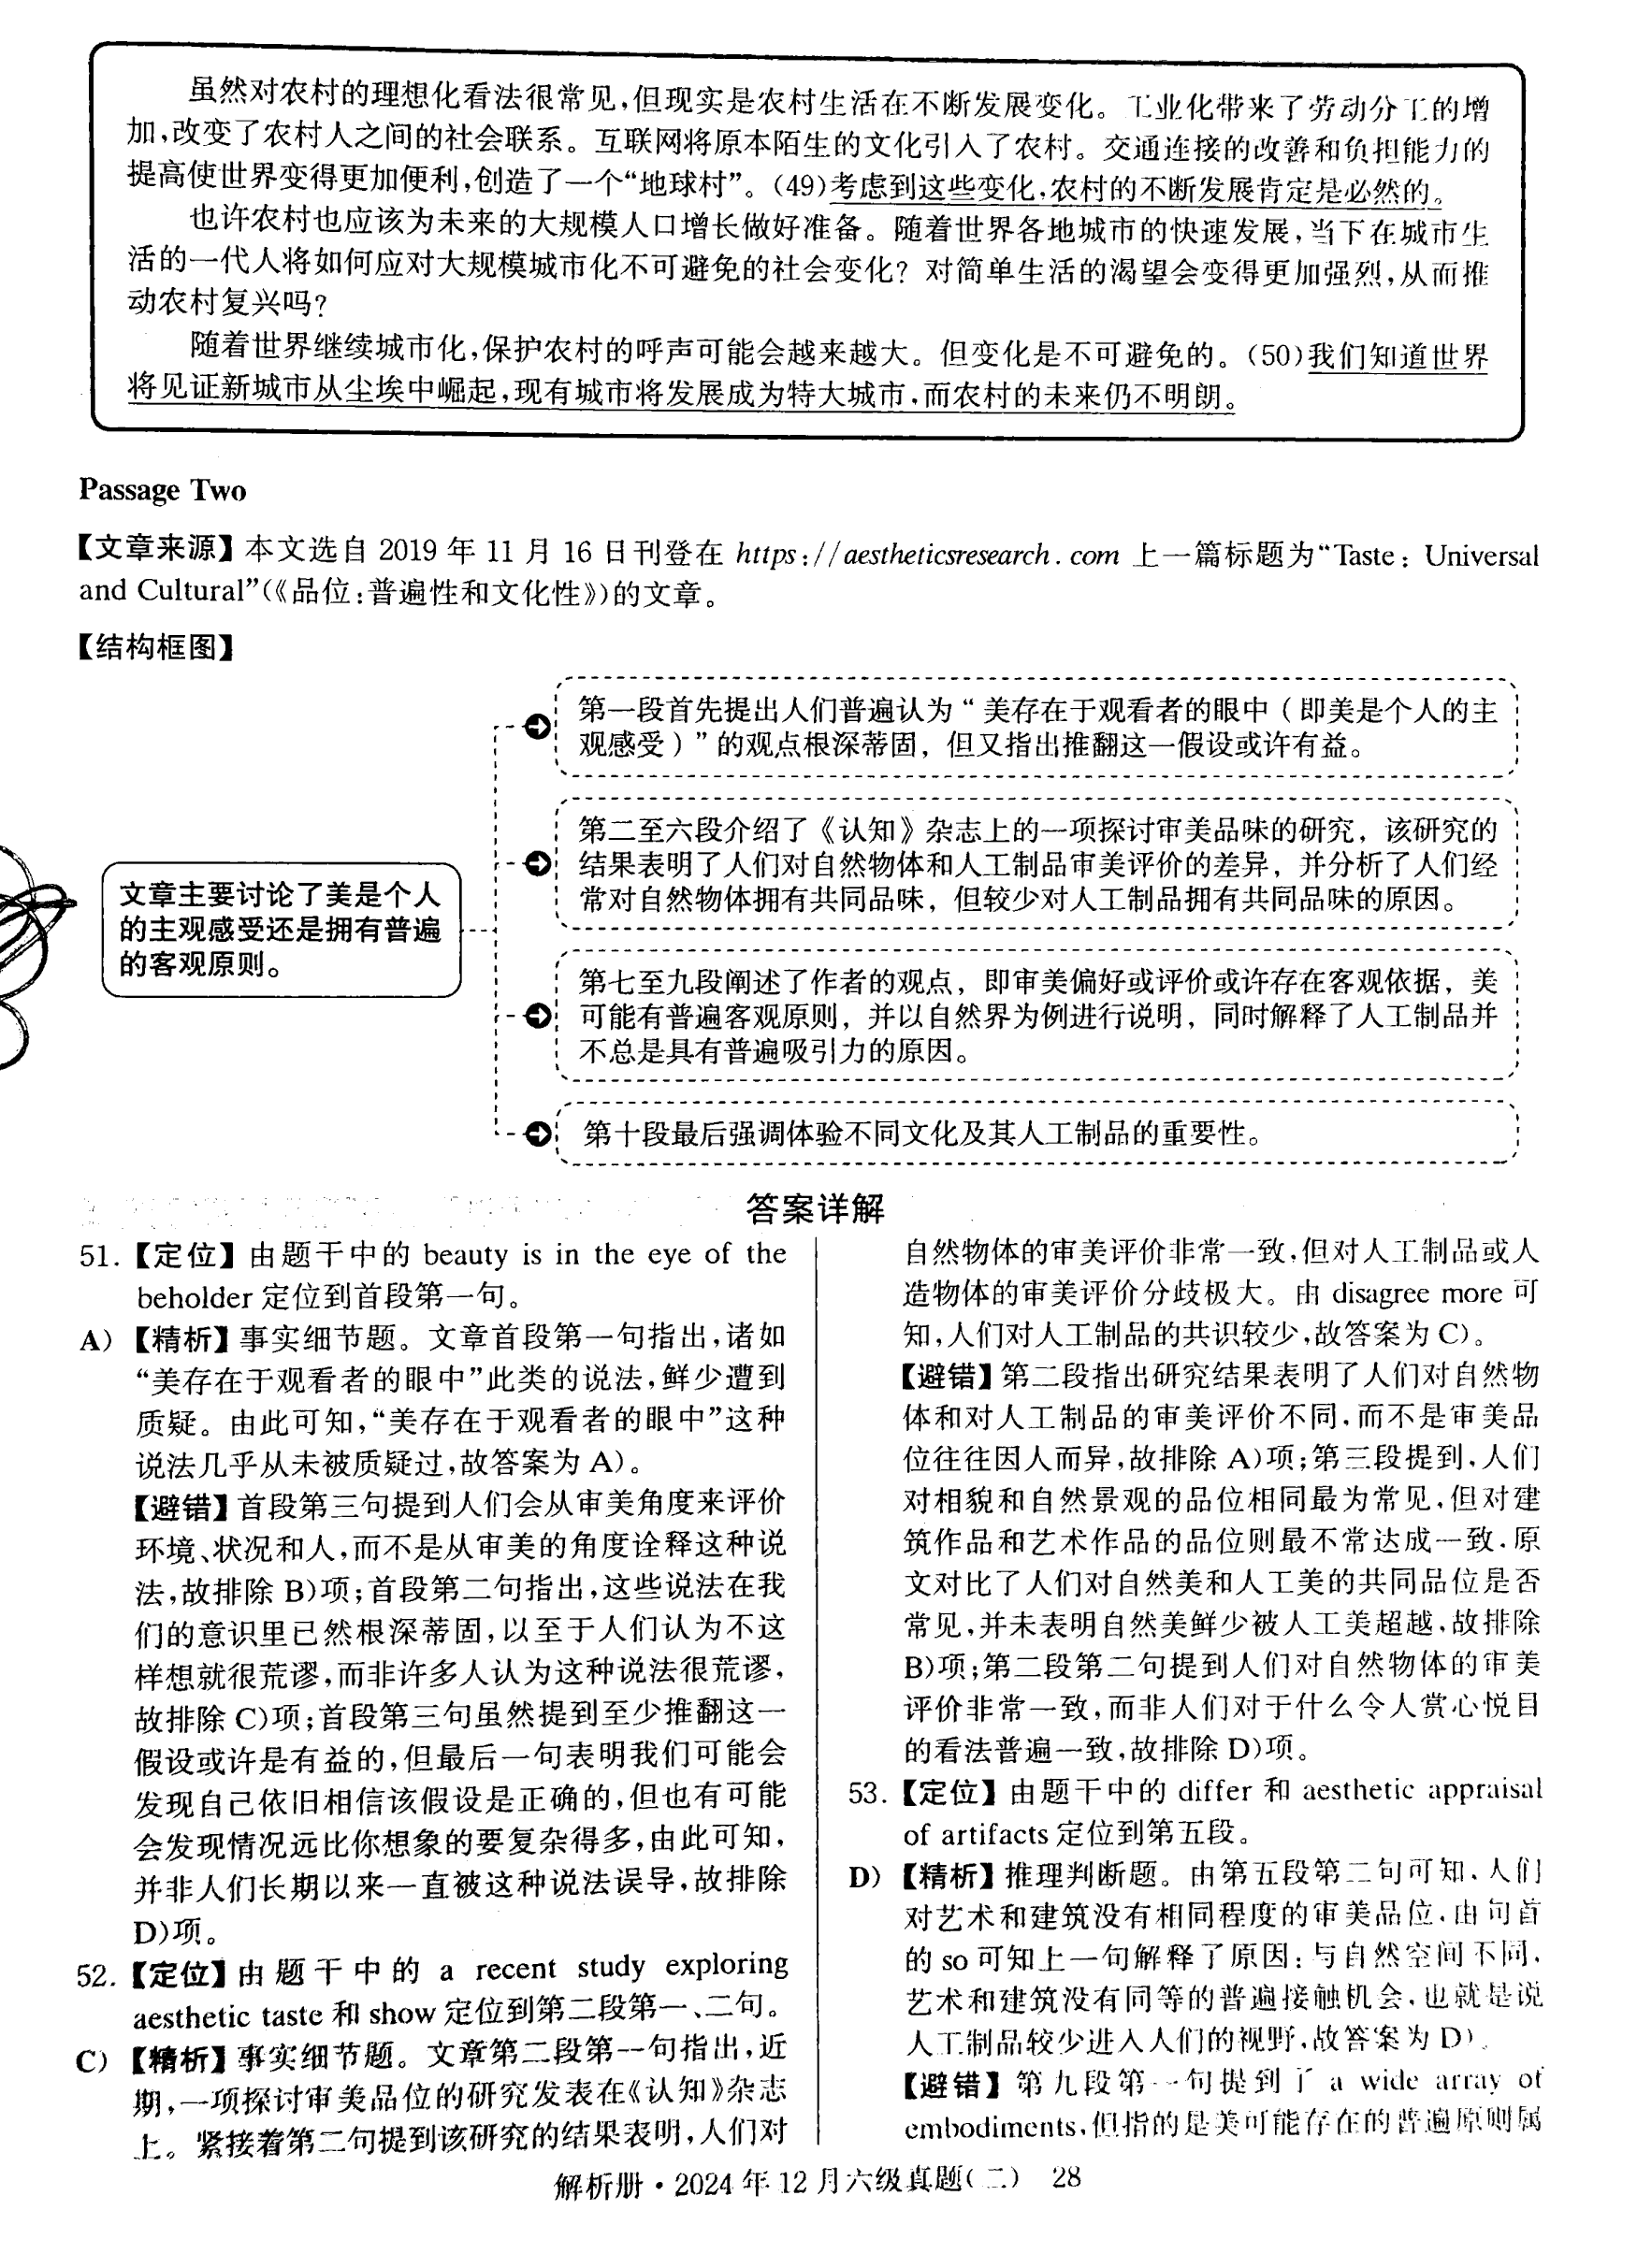 虽然对农村的理想化看法很常见,但现实是农村生活在不断发展变化。工业化带来了劳动分工的增
加,改变了农村人之间的社会联系。互联网将原本陌生的文化引入了农村。交通连接的改善和负担能力的
提高使世界变得更加便利,创造了一个“地球村”。(49)考虑到这些变化,农村的不断发展肯定是必然的。
也许农村也应该为未来的大规模人口增长做好准备。随着世界各地城市的快速发展,当下在城市生
活的一代人将如何应对大规模城市化不可避免的社会变化?对简单生活的渴望会变得更加强烈,从而推
动农村复兴吗?
随着世界继续城市化,保护农村的呼声可能会越来越大。但变化是不可避免的。(50)我们知道世界
将见证新城市从尘埃中崛起,现有城市将发展成为特大城市,而农村的未来仍不明朗。
Passage Two
【文章来源】本文选自 2019 年 11 月 16 日刊登在 https://aestheticsresearch.com 上一篇标题为“Taste: Universal
and Cultural”(《品位:普遍性和文化性》)的文章。
【结构框图】
文章主要讨论了美是个人
的主观感受还是拥有普遍
的客观原则。
第一段首先提出人们普遍认为“美存在于观看者的眼中(即美是个人的主
观感受)”的观点根深蒂固,但又指出推翻这一假设或许有益。
第二至六段介绍了《认知》杂志上的一项探讨审美品味的研究,该研究的
结果表明了人们对自然物体和人工制品审美评价的差异,并分析了人们经
常对自然物体拥有共同品味,但较少对人工制品拥有共同品味的原因。
第七至九段阐述了作者的观点,即审美偏好或评价或许存在客观依据,美
可能有普遍客观原则,并以自然界为例进行说明,同时解释了人工制品并
不总是具有普遍吸引力的原因。
第十段最后强调体验不同文化及其人工制品的重要性。
答案详解
51.【定位】由题干中的 beauty is in the eye of the
beholder 定位到首段第一句。
A)【精析】事实细节题。文章首段第一句指出,诸如
“美存在于观看者的眼中”此类的说法,鲜少遭到
质疑。由此可知,“美存在于观看者的眼中”这种
说法几乎从未被质疑过,故答案为 A)。
【避错】首段第三句提到人们会从审美角度来评价
环境、状况和人,而不是从审美的角度诠释这种说
法,故排除 B)项;首段第二句指出,这些说法在我
们的意识里已然根深蒂固,以至于人们认为不这
样想就很荒谬,而非许多人认为这种说法很荒谬,
故排除 C)项;首段第三句虽然提到至少推翻这一
假设或许是有益的,但最后一句表明我们可能会
发现自己依旧相信该假设是正确的,但也有可能
会发现情况远比你想象的要复杂得多,由此可知,
并非人们长期以来一直被这种说法误导,故排除
D)项。
52.【定位】由题干中的 a recent study exploring
aesthetic taste 和 show 定位到第二段第一、二句。
C)【精析】事实细节题。文章第二段第一句指出,近
期,一项探讨审美品位的研究发表在《认知》杂志
上。紧接着第二句提到该研究的结果表明,人们对
自然物体的审美评价非常一致,但对人工制品或人
造物体的审美评价分歧极大。由 disagree more 可
知,人们对人工制品的共识较少,故答案为 C)。
【避错】第二段指出研究结果表明了人们对自然物
体和对人工制品的审美评价不同,而不是审美品
位往往因人而异,故排除 A)项;第三段提到,人们
对相貌和自然景观的品位相同最为常见,但对建
筑作品和艺术作品的品位则最不常达成一致,原
文对比了人们对自然美和人工美的共同品位是否
常见,并未表明自然美鲜少被人工美超越,故排除
B)项;第二段第二句提到人们对自然物体的审美
评价非常一致,而非人们对于什么令人赏心悦目
的看法普遍一致,故排除 D)项。
53.【定位】由题干中的 differ 和 aesthetic appraisal
of artifacts 定位到第五段。
D)【精析】推理判断题。由第五段第二句可知,人们
对艺术和建筑没有相同程度的审美品位,由句首
的 so 可知上一句解释了原因:与自然空间不同,
艺术和建筑没有同等的普遍接触机会,也就是说
人工制品较少进入人们的视野,故答案为 D)。
【避错】第九段第一句提到了 a wide array of
embodiments,但指的是美可能存在的普遍原则属
解析册·2024 年 12 月六级真题(二) 28